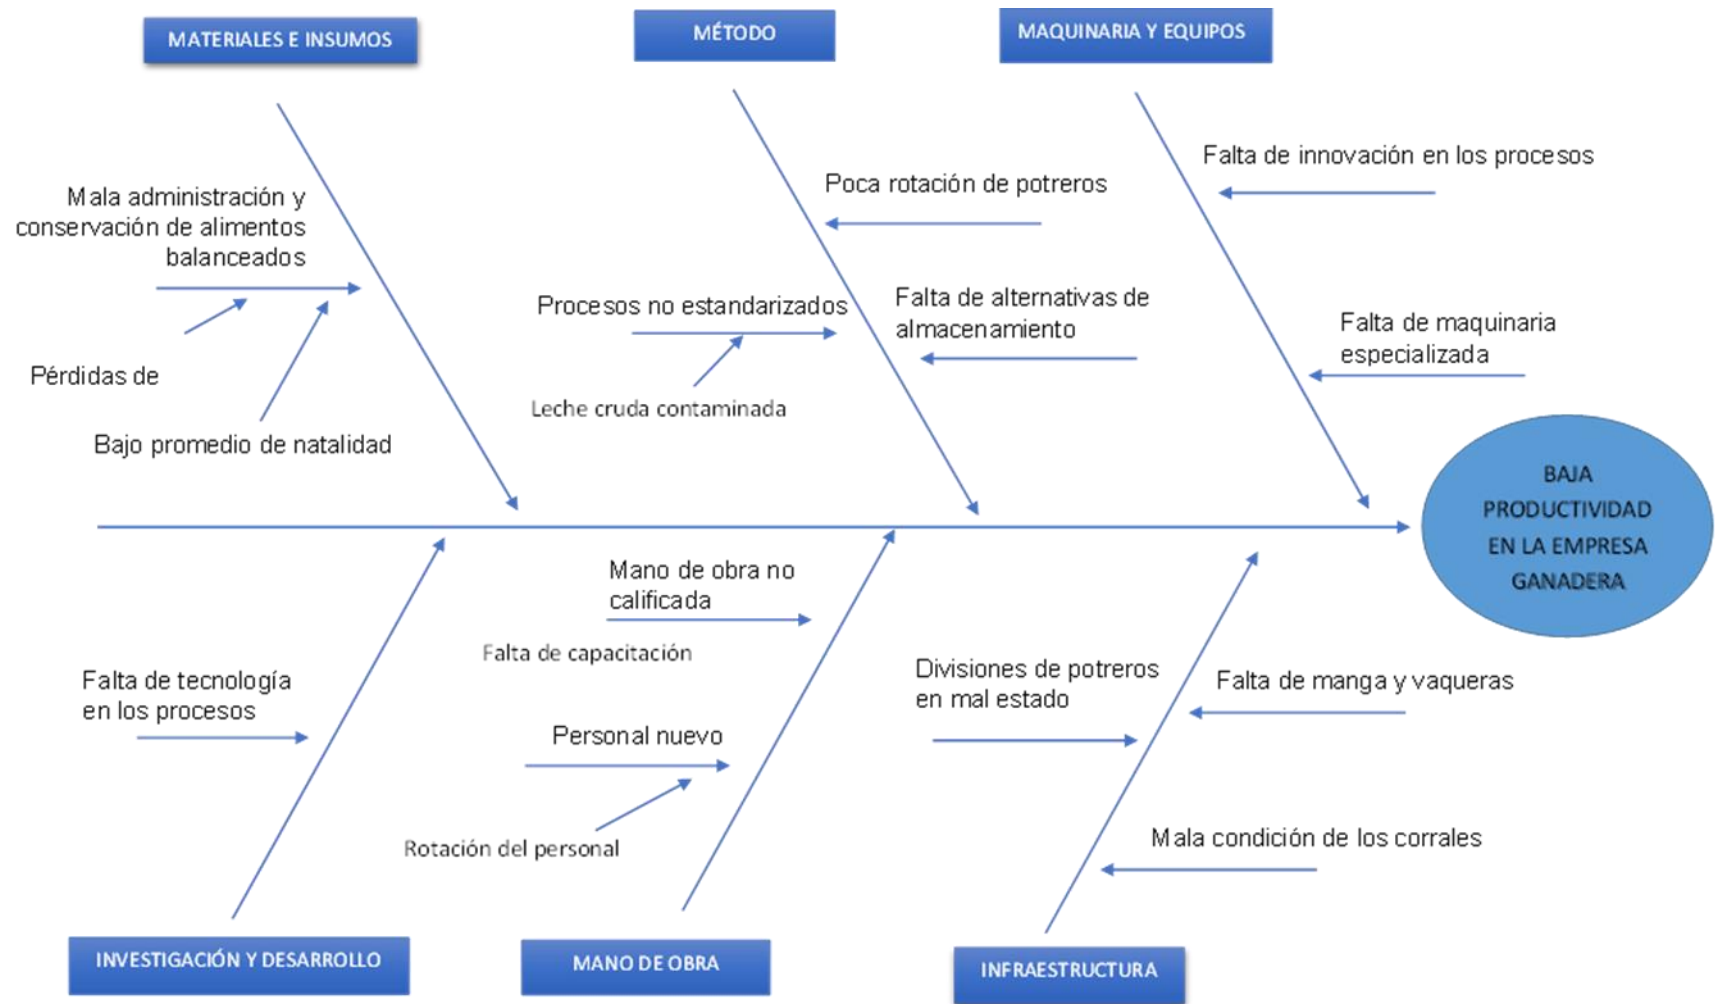 MATERIALES E INSUMOS
MÉTODO
MAQUINARIA Y EQUIPOS
Mala administración y
conservación de alimentos
balanceados
Pérdidas de
Bajo promedio de natalidad
Poca rotación de potreros
Procesos no estandarizados
Leche cruda contaminada
Falta de alternativas de
almacenamiento
Falta de innovación en los procesos
Falta de maquinaria
especializada
BAJA
PRODUCTIVIDAD
EN LA EMPRESA
GANADERA
Falta de tecnología
en los procesos
Mano de obra no
calificada
Falta de capacitación
Personal nuevo
Rotación del personal
Divisiones de potreros
en mal estado
Falta de manga y vaqueras
Mala condición de los corrales
INVESTIGACIÓN Y DESARROLLO
MANO DE OBRA
INFRAESTRUCTURA